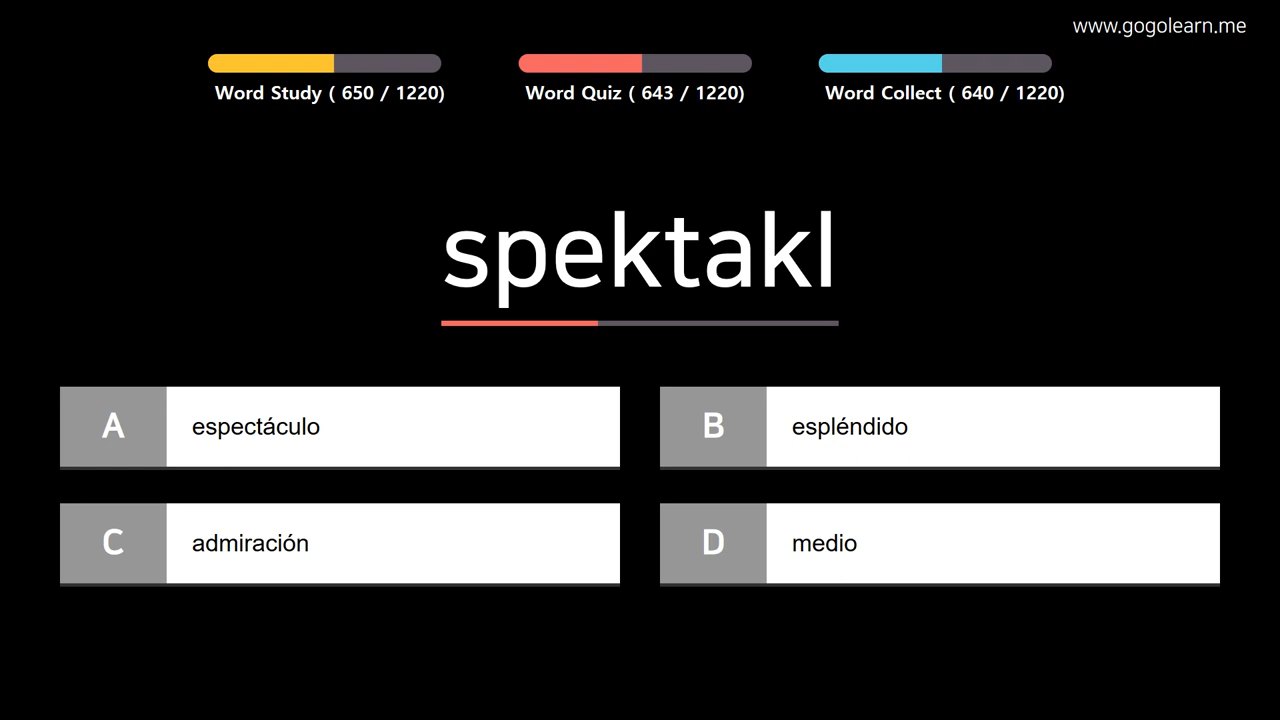 www.gogolearn.me
Word Study ( 650 / 1220)
Word Quiz ( 643 / 1220)
Word Collect ( 640 / 1220)
spektakl
A espectáculo
B espléndido
C admiración
D medio